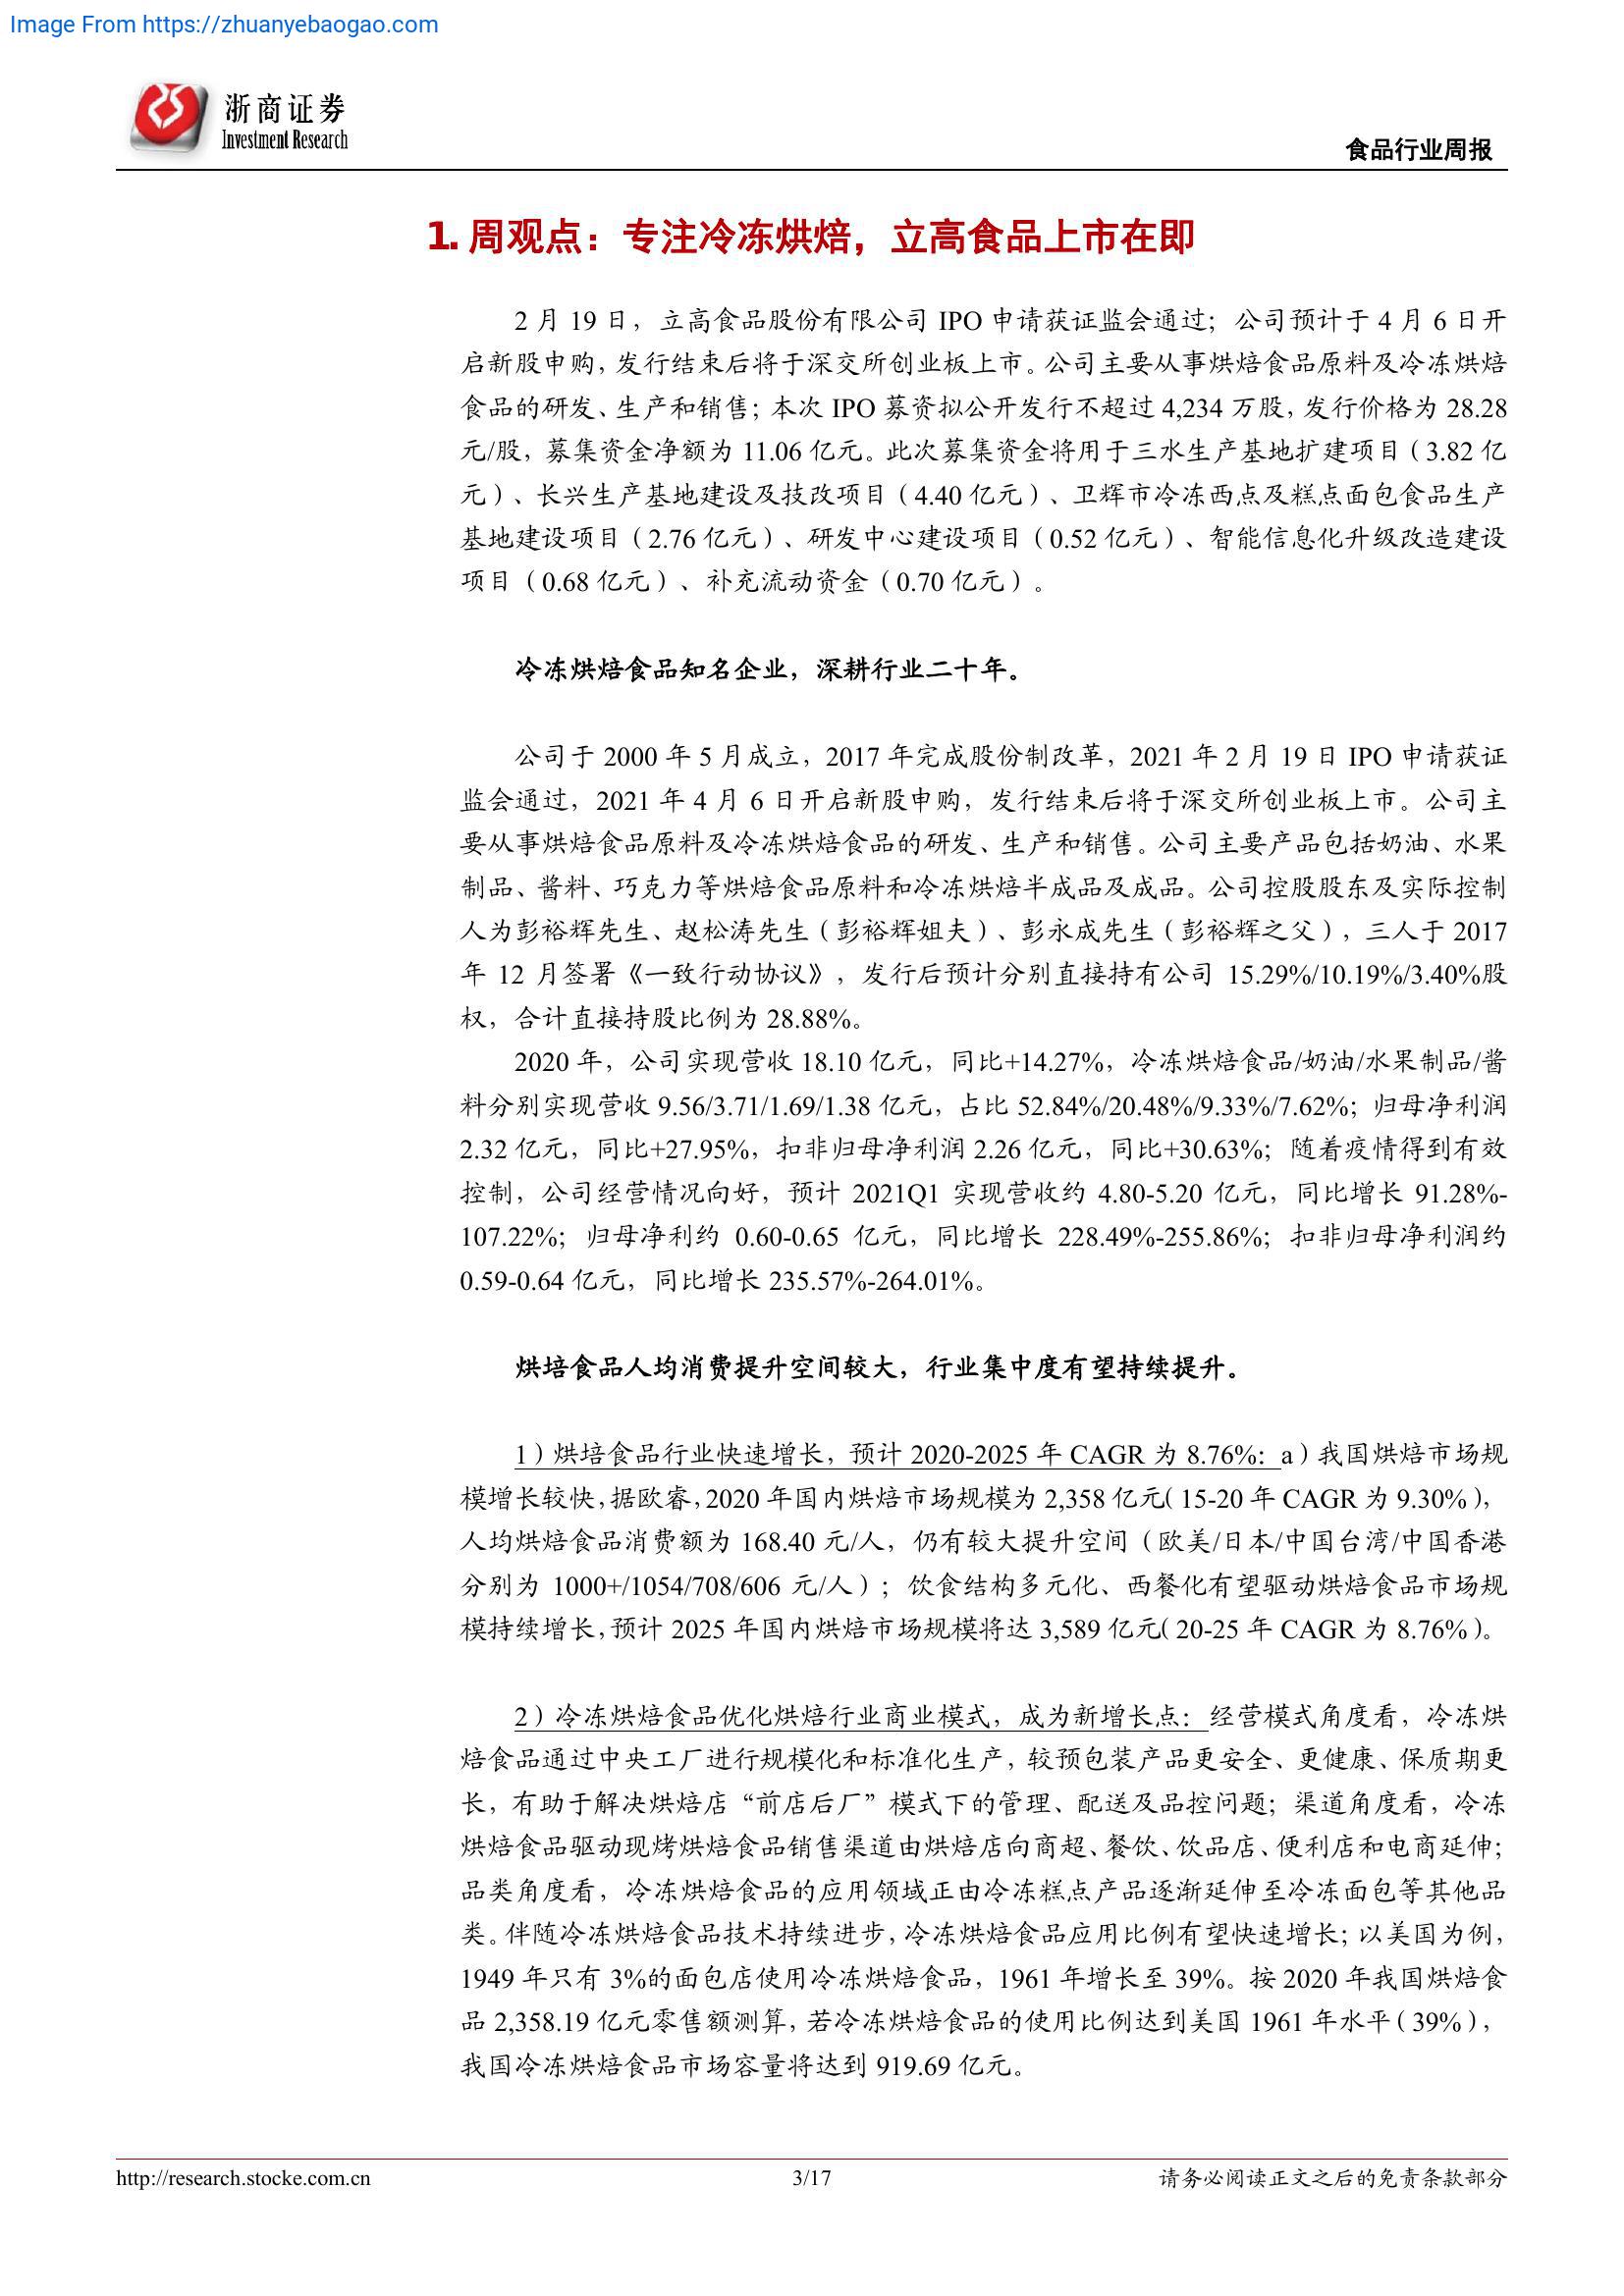 Image From https://zhuanyebaogao.com
浙商证券
Investment Research
食品行业周报
1. 周观点：专注冷冻烘焙，立高食品上市在即
2 月 19 日，立高食品股份有限公司 IPO 申请获证监会通过；公司预计于 4 月 6 日开
启新股申购，发行结束后将于深交所创业板上市。公司主要从事烘焙食品原料及冷冻烘焙
食品的研发、生产和销售；本次 IPO 募资拟公开发行不超过 4,234 万股，发行价格为 28.28
元/股，募集资金净额为 11.06 亿元。此次募集资金将用于三水生产基地扩建项目（3.82 亿
元）、长兴生产基地建设及技改项目（4.40 亿元）、卫辉市冷冻西点及糕点面包食品生产
基地建设项目（2.76 亿元）、研发中心建设项目（0.52 亿元）、智能信息化升级改造建设
项目（0.68 亿元）、补充流动资金（0.70 亿元）。
冷冻烘焙食品知名企业，深耕行业二十年。
公司于 2000 年 5 月成立，2017 年完成股份制改革，2021 年 2 月 19 日 IPO 申请获证
监会通过，2021 年 4 月 6 日开启新股申购，发行结束后将于深交所创业板上市。公司主
要从事烘焙食品原料及冷冻烘焙食品的研发、生产和销售。公司主要产品包括奶油、水果
制品、酱料、巧克力等烘焙食品原料和冷冻烘焙半成品及成品。公司控股股东及实际控制
人为彭裕辉先生、赵松涛先生（彭裕辉姐夫）、彭永成先生（彭裕辉之父），三人于 2017
年 12 月签署《一致行动协议》，发行后预计分别直接持有公司 15.29%/10.19%/3.40%股
权，合计直接持股比例为 28.88%。
2020 年，公司实现营收 18.10 亿元，同比+14.27%，冷冻烘焙食品/奶油/水果制品/酱
料分别实现营收 9.56/3.71/1.69/1.38 亿元，占比 52.84%/20.48%/9.33%/7.62%；归母净利润
2.32 亿元，同比+27.95%，扣非归母净利润 2.26 亿元，同比+30.63%；随着疫情得到有效
控制，公司经营情况向好，预计 2021Q1 实现营收约 4.80-5.20 亿元，同比增长 91.28%-
107.22%；归母净利约 0.60-0.65 亿元，同比增长 228.49%-255.86%；扣非归母净利润约
0.59-0.64 亿元，同比增长 235.57%-264.01%。
烘培食品人均消费提升空间较大，行业集中度有望持续提升。
1）烘培食品行业快速增长，预计 2020-2025 年 CAGR 为 8.76%：a）我国烘焙市场规
模增长较快，据欧睿，2020 年国内烘焙市场规模为 2,358 亿元（15-20 年 CAGR 为 9.30%），
人均烘焙食品消费额为 168.40 元/人，仍有较大提升空间（欧美/日本/中国台湾/中国香港
分别为 1000+/1054/708/606 元/人）；饮食结构多元化、西餐化有望驱动烘焙食品市场规
模持续增长，预计 2025 年国内烘焙市场规模将达 3,589 亿元（20-25 年 CAGR 为 8.76%）。
2）冷冻烘焙食品优化烘焙行业商业模式，成为新增长点：经营模式角度看，冷冻烘
焙食品通过中央工厂进行规模化和标准化生产，较预包装产品更安全、更健康、保质期更
长，有助于解决烘焙店“前店后厂”模式下的管理、配送及品控问题；渠道角度看，冷冻
烘焙食品驱动现烤烘焙食品销售渠道由烘焙店向商超、餐饮、饮品店、便利店和电商延伸；
品类角度看，冷冻烘焙食品的应用领域正由冷冻糕点产品逐渐延伸至冷冻面包等其他品
类。伴随冷冻烘焙食品技术持续进步，冷冻烘焙食品应用比例有望快速增长；以美国为例，
1949 年只有 3%的面包店使用冷冻烘焙食品，1961 年增长至 39%。按 2020 年我国烘焙食
品 2,358.19 亿元零售额测算，若冷冻烘焙食品的使用比例达到美国 1961 年水平（39%），
我国冷冻烘焙食品市场容量将达到 919.69 亿元。
http://research.stocke.com.cn
3/17
请务必阅读正文之后的免责条款部分